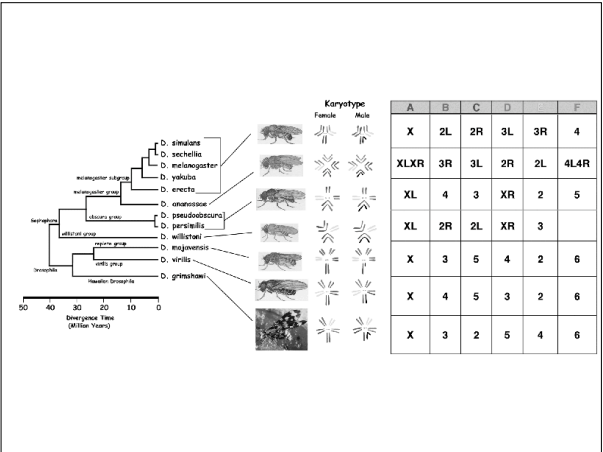 Karyotype
Female Male
D. simulans
D. sechellia
D. melanogaster
D. yakuba
D. erecta
D. ananassae
D. pseudoobscura
D. persimilis
D. willistoni
D. mojavensis
D. virilis
D. grimshawi
melanogaster subgroup
melanogaster group
obscura group
willistoni group
repleta group
virilis group
Hawaiian Drosophila
Sophophora
Drosophila
50 40 30 20 10 0
Divergence Time
(Million Years)
A B C D E F
X 2L 2R 3L 3R 4
XLXR 3R 3L 2R 2L 4L4R
XL 4 3 XR 2 5
XL 2R 2L XR 3
X 3 5 4 2 6
X 4 5 3 2 6
X 3 2 5 4 6